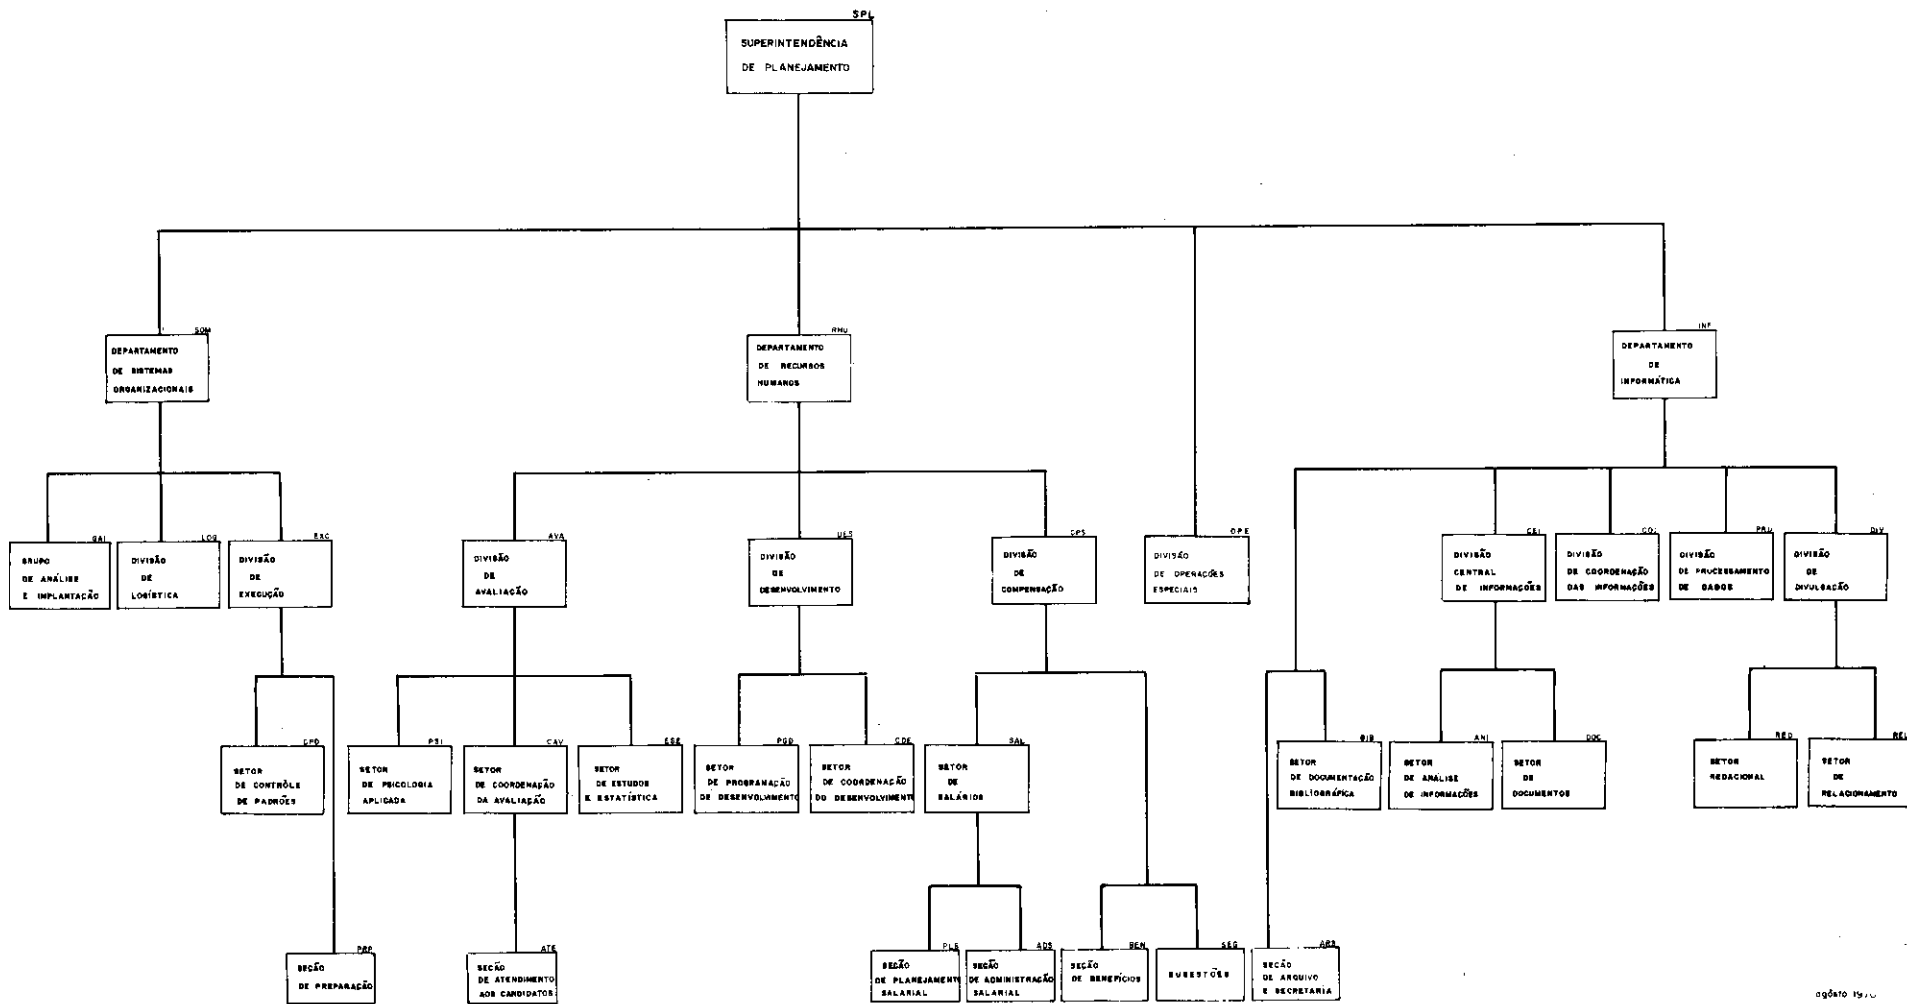 SPL
SUPERINTENDÊNCIA
DE PLANEJAMENTO
SOM
DEPARTAMENTO
DE SISTEMAS
ORGANIZACIONAIS
RHU
DEPARTAMENTO
DE RECURSOS
HUMANOS
INF
DEPARTAMENTO
DE
INFORMÁTICA
GAI
GRUPO
DE ANÁLISE
E IMPLANTAÇÃO
LOG
DIVISÃO
DE
LOGÍSTICA
EXC
DIVISÃO
DE
EXECUÇÃO
AVA
DIVISÃO
DE
AVALIAÇÃO
DES
DIVISÃO
DE
DESENVOLVIMENTO
CPS
DIVISÃO
DE
COMPENSAÇÃO
OPE
DIVISÃO
DE OPERAÇÕES
ESPECIAIS
CEI
DIVISÃO
CENTRAL
DE INFORMAÇÕES
COI
DIVISÃO
DE COORDENAÇÃO
DAS INFORMAÇÕES
DIVISÃO
DE PROCESSAMENTO
DE DADOS
DIV
DIVISÃO
DE
DIVULGAÇÃO
CPD
SETOR
DE CONTRÔLE
DE PADRÕES
PSI
SETOR
DE PSICOLOGIA
APLICADA
CAV
SETOR
DE COORDENAÇÃO
DA AVALIAÇÃO
ESE
SETOR
DE ESTUDOS
E ESTATÍSTICA
PGD
SETOR
DE PROGRAMAÇÃO
DE DESENVOLVIMENTO
CDE
SETOR
DE COORDENAÇÃO
DO DESENVOLVIMENTO
SAL
SETOR
DE
SALÁRIOS
BIB
SETOR
DE DOCUMENTAÇÃO
BIBLIOGRÁFICA
ANI
SETOR
DE ANÁLISE
DE INFORMAÇÕES
DOC
SETOR
DE
DOCUMENTOS
RED
SETOR
REDACIONAL
REL
SETOR
DE
RELACIONAMENTO
PRP
SEÇÃO
DE PREPARAÇÃO
ATE
SEÇÃO
DE ATENDIMENTO
AOS CANDIDATOS
PLS
SEÇÃO
DE PLANEJAMENTO
SALARIAL
ADS
SEÇÃO
DE ADMINISTRAÇÃO
SALARIAL
BEN
SEÇÃO
DE BENEFÍCIOS
SEG
SUGESTÕES
ARS
SEÇÃO
DE ARQUIVO
E SECRETARIA
agôsto